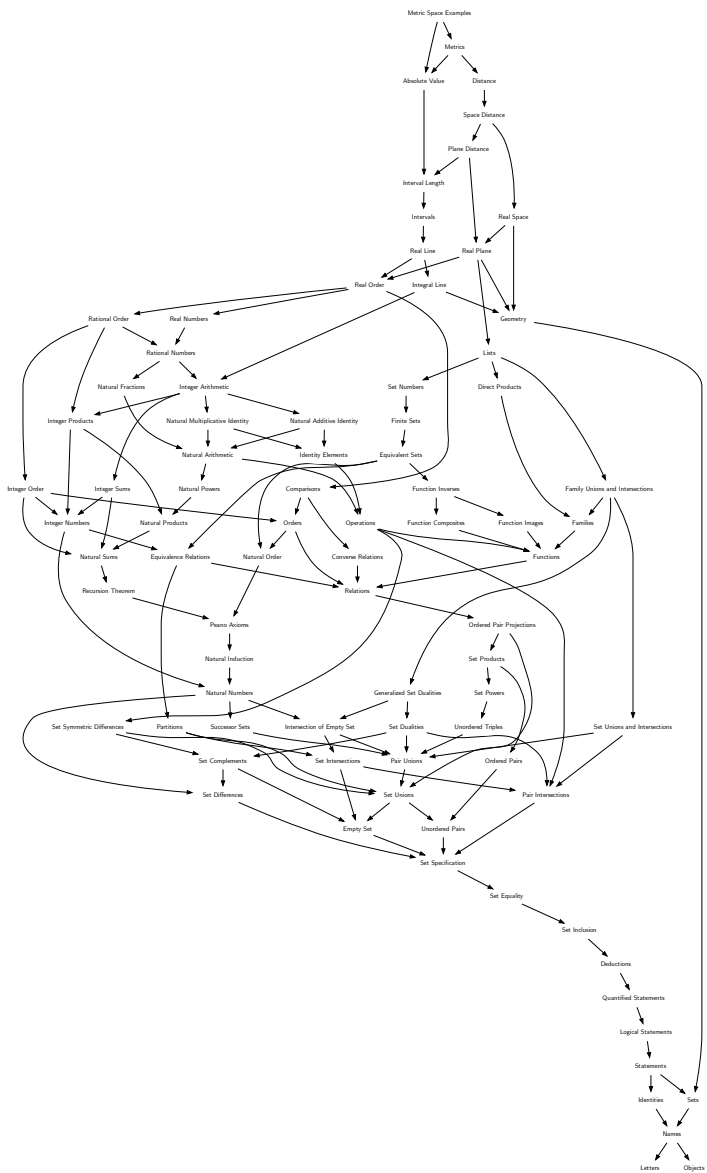 Metric Space Examples
Metrics
Absolute Value
Distance
Space Distance
Plane Distance
Interval Length
Intervals
Real Space
Real Line
Real Plane
Real Order
Integral Line
Rational Order
Real Numbers
Geometry
Rational Numbers
Lists
Natural Fractions
Integer Arithmetic
Set Numbers
Direct Products
Integer Products
Natural Multiplicative Identity
Natural Additive Identity
Finite Sets
Natural Arithmetic
Identity Elements
Equivalent Sets
Integer Order
Integer Sums
Natural Powers
Comparisons
Function Inverses
Family Unions and Intersections
Integer Numbers
Natural Products
Orders
Operations
Function Composites
Function Images
Families
Natural Sums
Equivalence Relations
Natural Order
Converse Relations
Functions
Recursion Theorem
Relations
Peano Axioms
Ordered Pair Projections
Natural Induction
Set Products
Natural Numbers
Generalized Set Dualities
Set Powers
Set Symmetric Differences
Partitions
Successor Sets
Intersection of Empty Set
Set Dualities
Unordered Triples
Set Unions and Intersections
Set Complements
Set Intersections
Pair Unions
Ordered Pairs
Set Differences
Set Unions
Pair Intersections
Empty Set
Unordered Pairs
Set Specification
Set Equality
Set Inclusion
Deductions
Quantified Statements
Logical Statements
Statements
Identities
Sets
Names
Letters
Objects